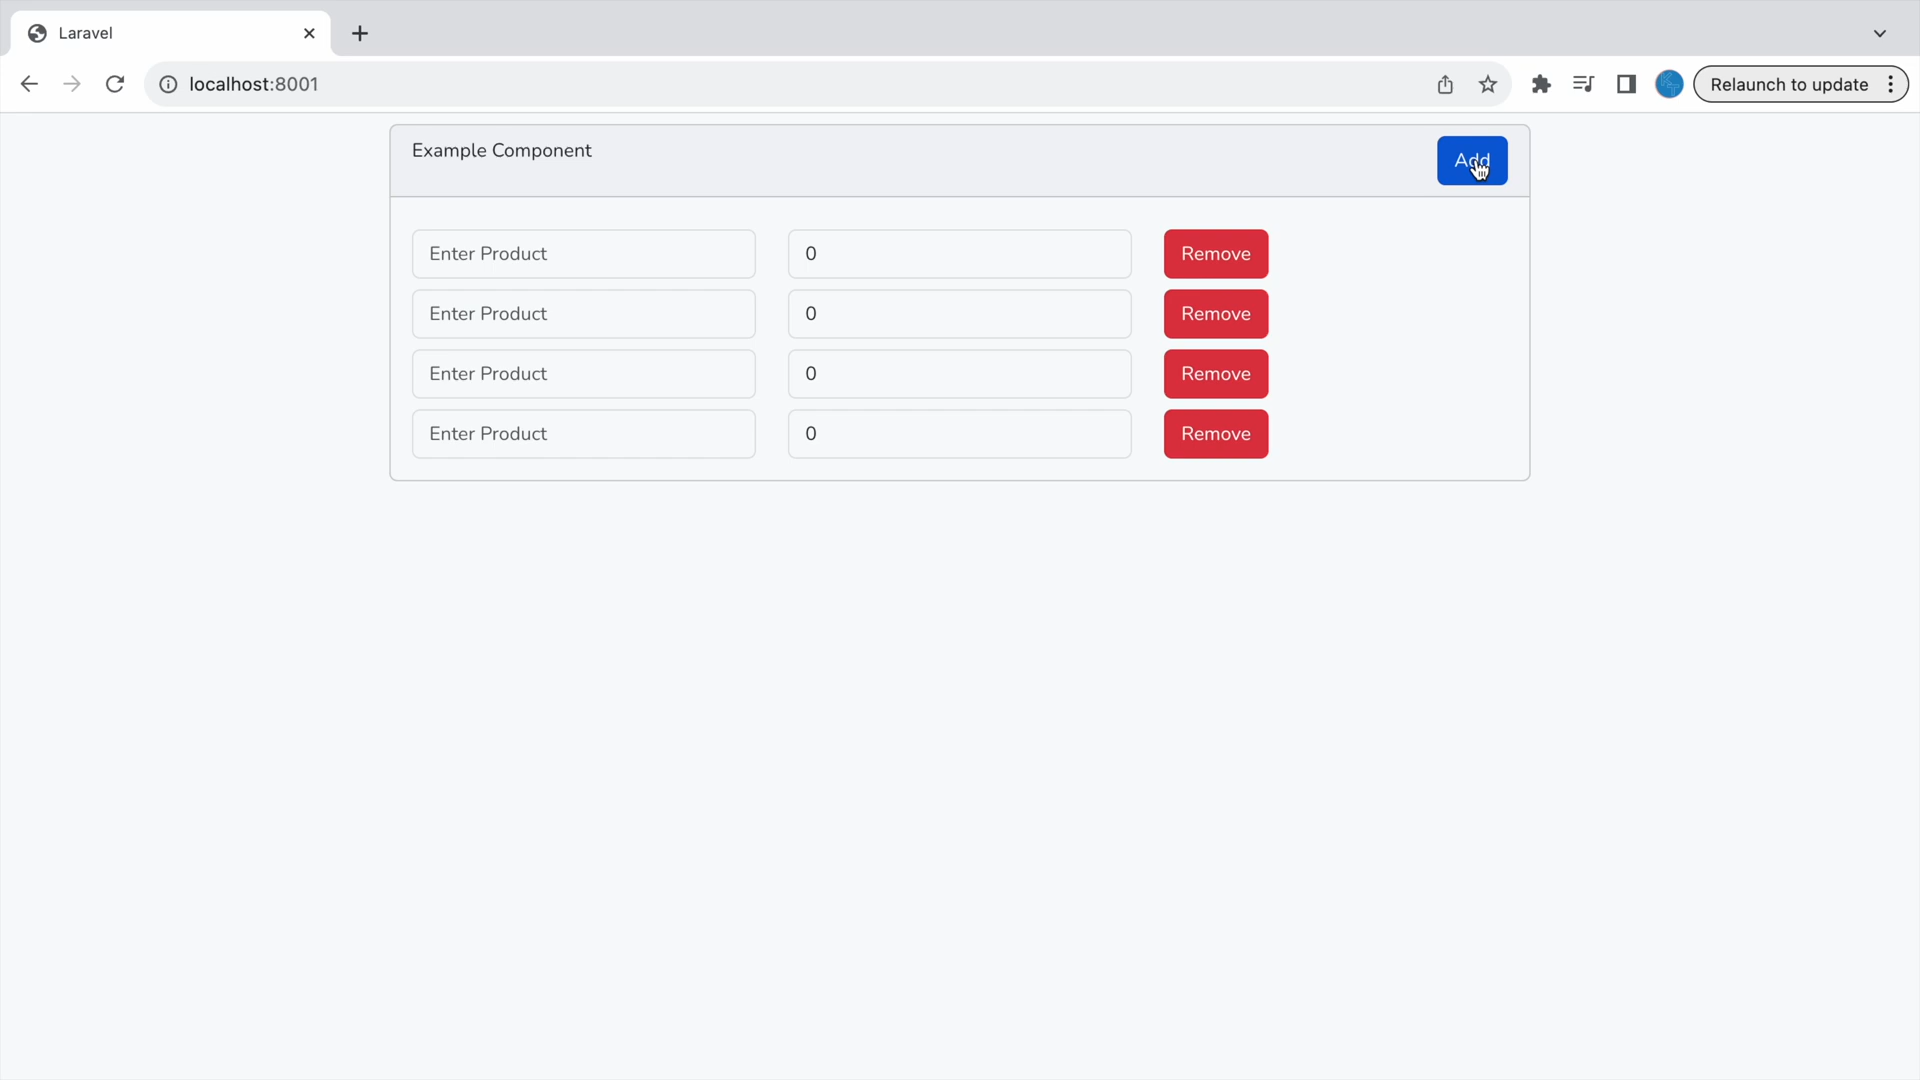 Laravel
localhost:8001
Relaunch to update
Example Component
Add
Enter Product 0 Remove
Enter Product 0 Remove
Enter Product 0 Remove
Enter Product 0 Remove